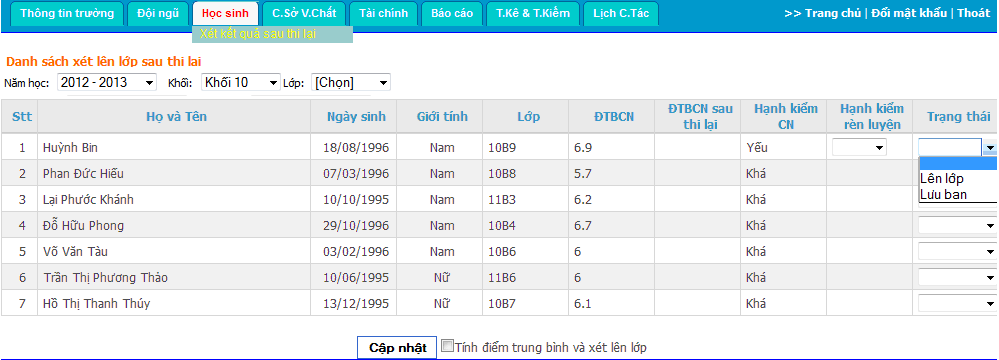 Thông tin trường Đội ngũ Học sinh C.Sở V.Chất Tài chính Báo cáo T.Kê & T.Kiếm Lịch C.Tác >> Trang chủ | Đổi mật khẩu | Thoát
Xét kết quả sau thi lại
Danh sách xét lên lớp sau thi lại
Năm học: 2012 - 2013 Khối: Khối 10 Lớp: [Chọn]
Stt Họ và Tên Ngày sinh Giới tính Lớp ĐTBCN ĐTBCN sau thi lại Hạnh kiểm CN Hạnh kiểm rèn luyện Trạng thái
1 Huỳnh Bin 18/08/1996 Nam 10B9 6.9 Yếu
Lên lớp
Lưu ban
2 Phan Đức Hiếu 07/03/1996 Nam 10B8 5.7 Khá
3 Lại Phước Khánh 10/10/1995 Nam 11B3 6.2 Khá
4 Đỗ Hữu Phong 29/10/1996 Nam 10B4 6.7 Khá
5 Võ Văn Tàu 03/02/1996 Nam 10B6 6 Khá
6 Trần Thị Phương Thảo 10/06/1995 Nữ 11B6 6 Khá
7 Hồ Thị Thanh Thúy 13/12/1995 Nữ 10B7 6.1 Khá
Cập nhật Tính điểm trung bình và xét lên lớp